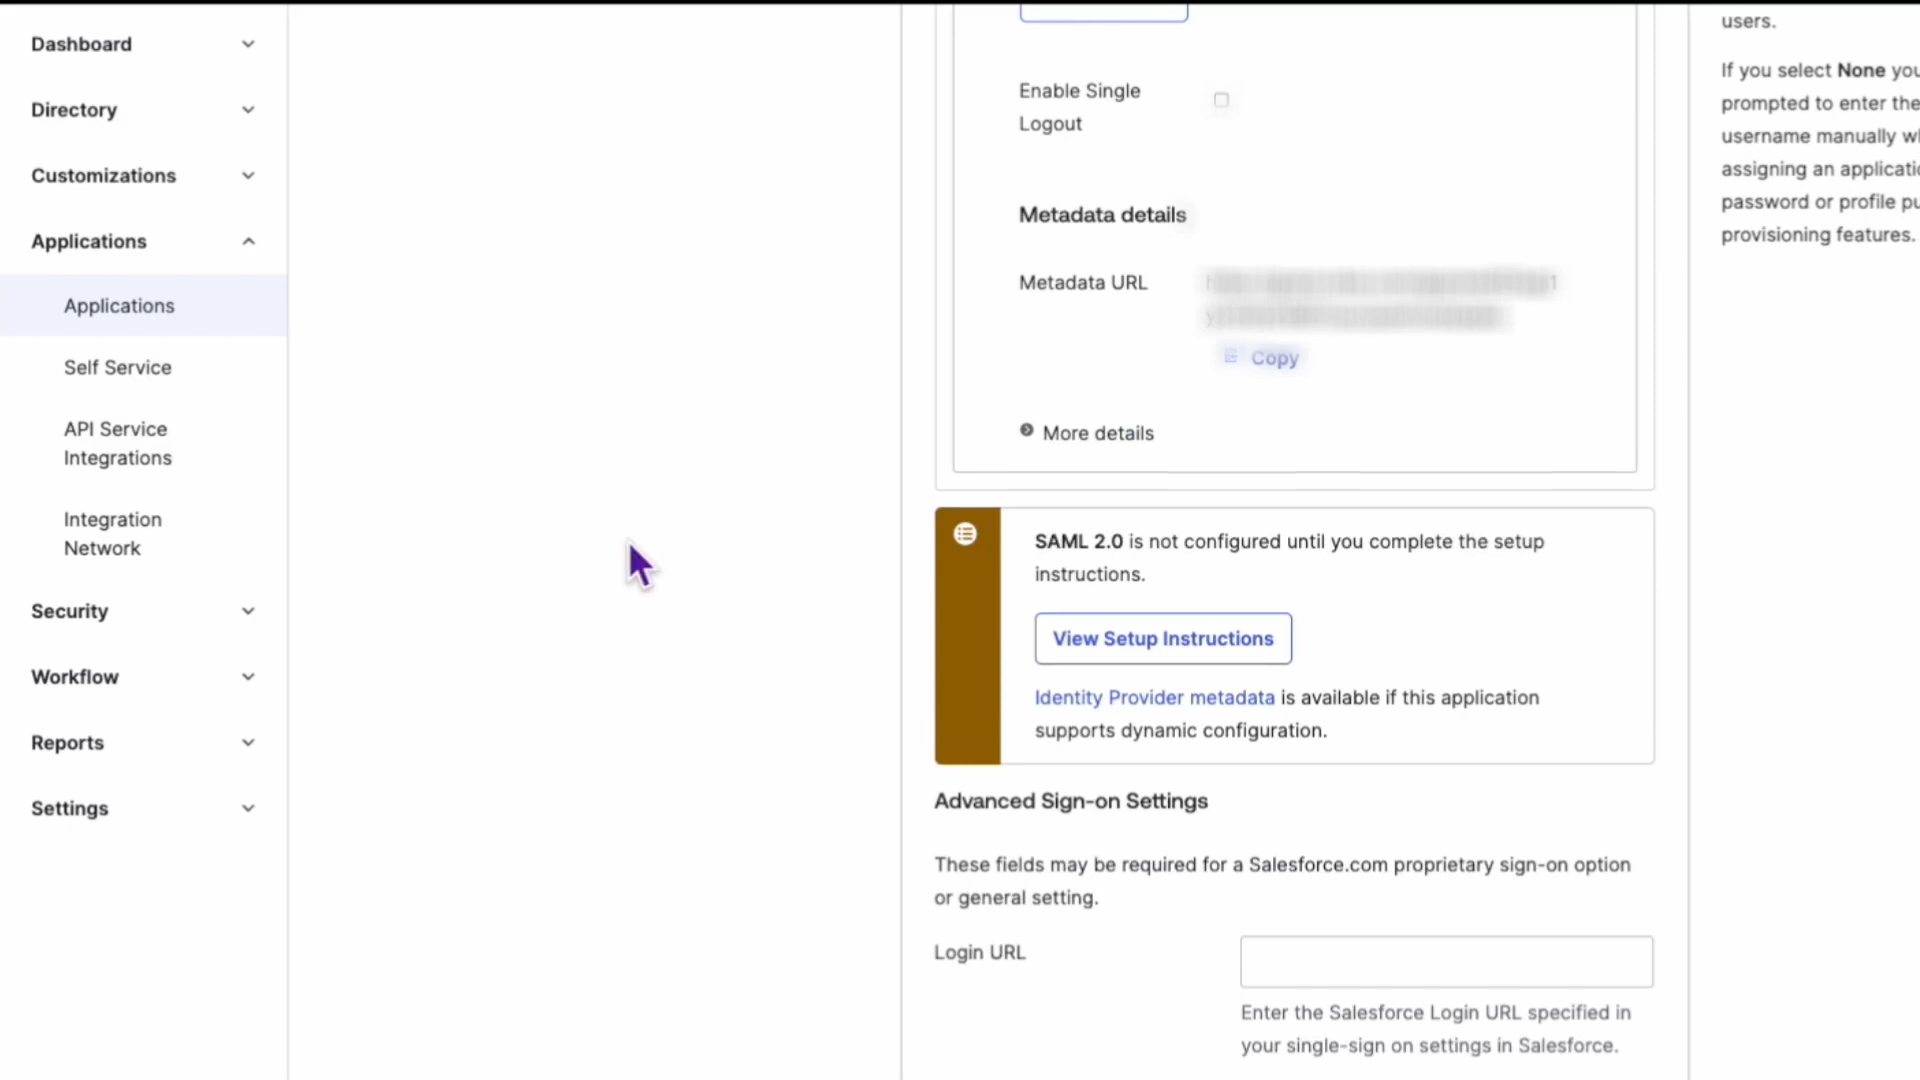 Dashboard
Directory
Customizations
Applications
Applications
Self Service
API Service
Integrations
Integration
Network
Security
Workflow
Reports
Settings
Enable Single
Logout
Metadata details
Metadata URL
Copy
More details
SAML 2.0 is not configured until you complete the setup
instructions.
View Setup Instructions
Identity Provider metadata is available if this application
supports dynamic configuration.
Advanced Sign-on Settings
These fields may be required for a Salesforce.com proprietary sign-on option
or general setting.
Login URL
Enter the Salesforce Login URL specified in
your single-sign on settings in Salesforce.
users.
If you select None you
prompted to enter the
username manually
assigning an
password or profile
provisioning features.